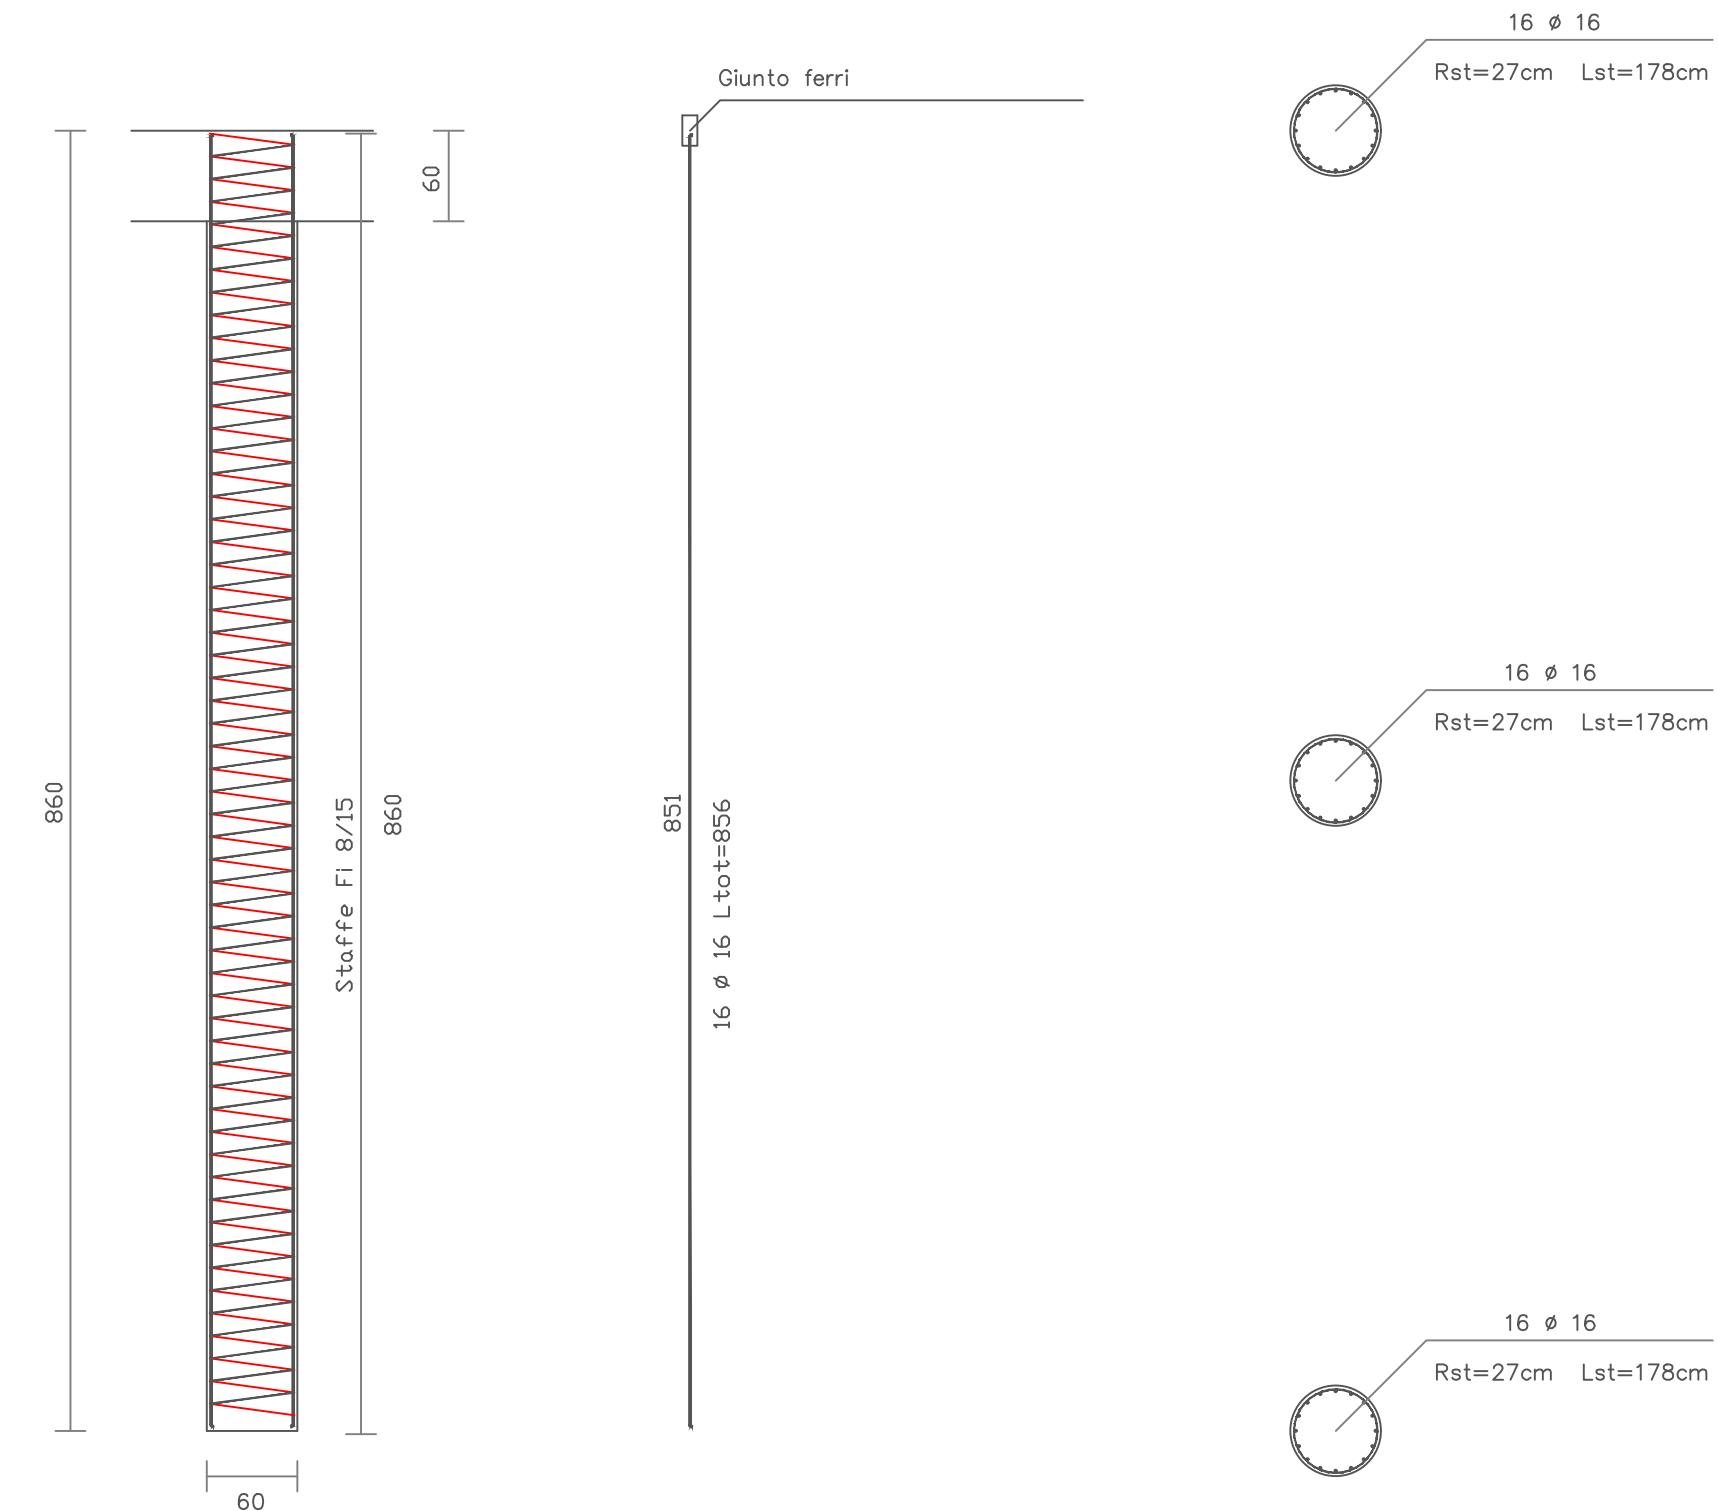 16 ø 16
Rst=27cm Lst=178cm
Giunto ferri
60
860
Staffe Fi 8/15
860
851
16 ø 16 Ltot=856
16 ø 16
Rst=27cm Lst=178cm
16 ø 16
Rst=27cm Lst=178cm
60